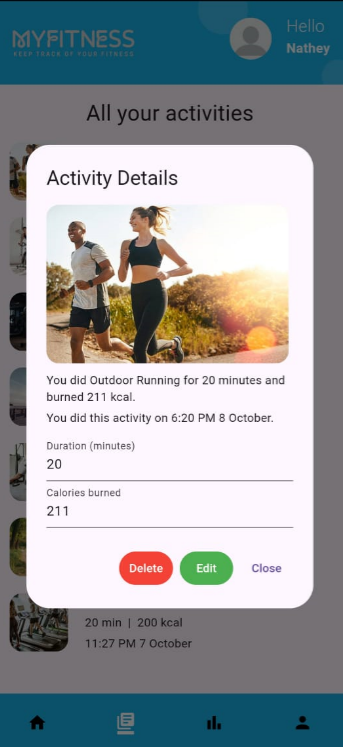 MYFITNESS
KEEP TRACK OF YOUR FITNESS
Hello
Nathey
All your activities
Activity Details
You did Outdoor Running for 20 minutes and
burned 211 kcal.
You did this activity on 6:20 PM 8 October.
Duration (minutes)
20
Calories burned
211
Delete
Edit
Close
20 min | 200 kcal
11:27 PM 7 October